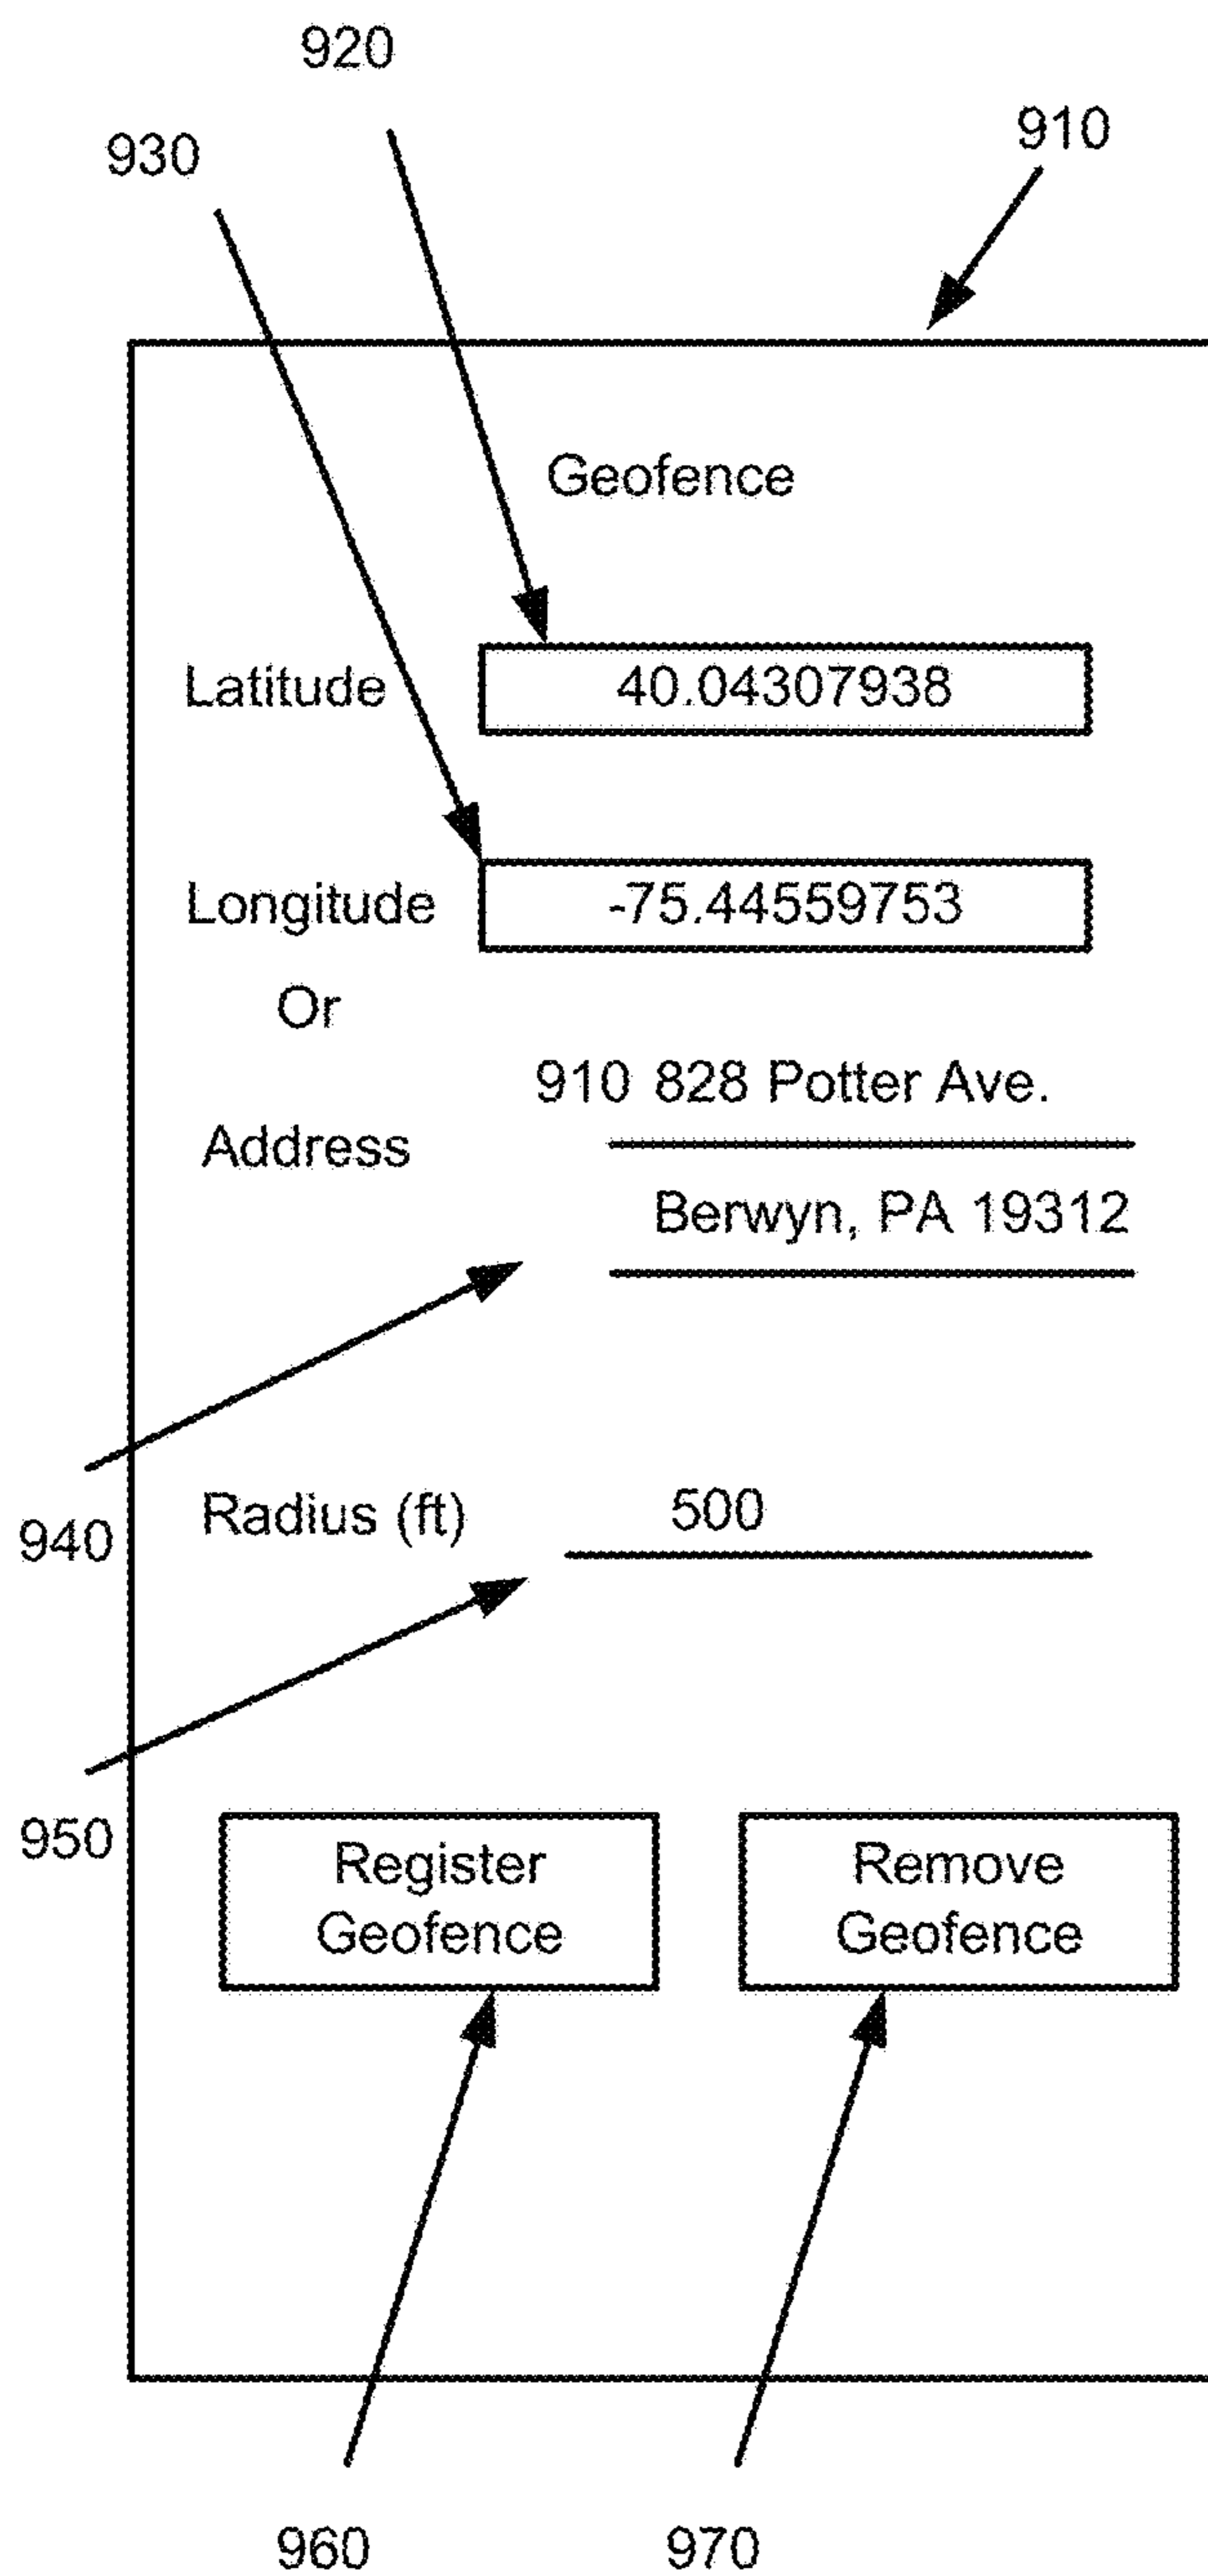 920
930
910
Geofence
Latitude 40.04307938
Longitude -75.44559753
Or
910 828 Potter Ave.
Address
Berwyn, PA 19312
Radius (ft) 500
940
950
Register
Geofence
Remove
Geofence
960
970